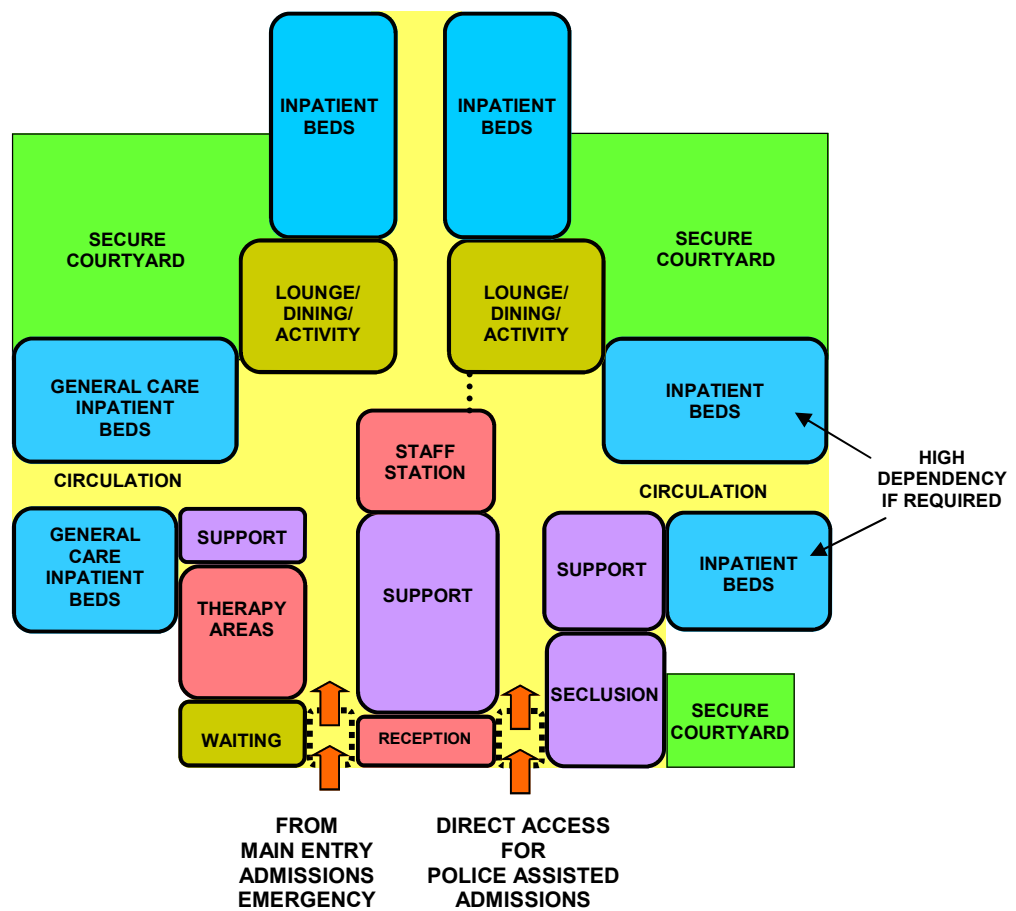 INPATIENT
BEDS
INPATIENT
BEDS
SECURE
COURTYARD
SECURE
COURTYARD
LOUNGE/
DINING/
ACTIVITY
LOUNGE/
DINING/
ACTIVITY
GENERAL CARE
INPATIENT
BEDS
INPATIENT
BEDS
STAFF
STATION
HIGH
DEPENDENCY
IF REQUIRED
CIRCULATION
CIRCULATION
GENERAL
CARE
INPATIENT
BEDS
SUPPORT
THERAPY
AREAS
SUPPORT
SUPPORT
INPATIENT
BEDS
SECLUSION
SECURE
COURTYARD
WAITING
RECEPTION
FROM
MAIN ENTRY
ADMISSIONS
EMERGENCY
DIRECT ACCESS
FOR
POLICE ASSISTED
ADMISSIONS